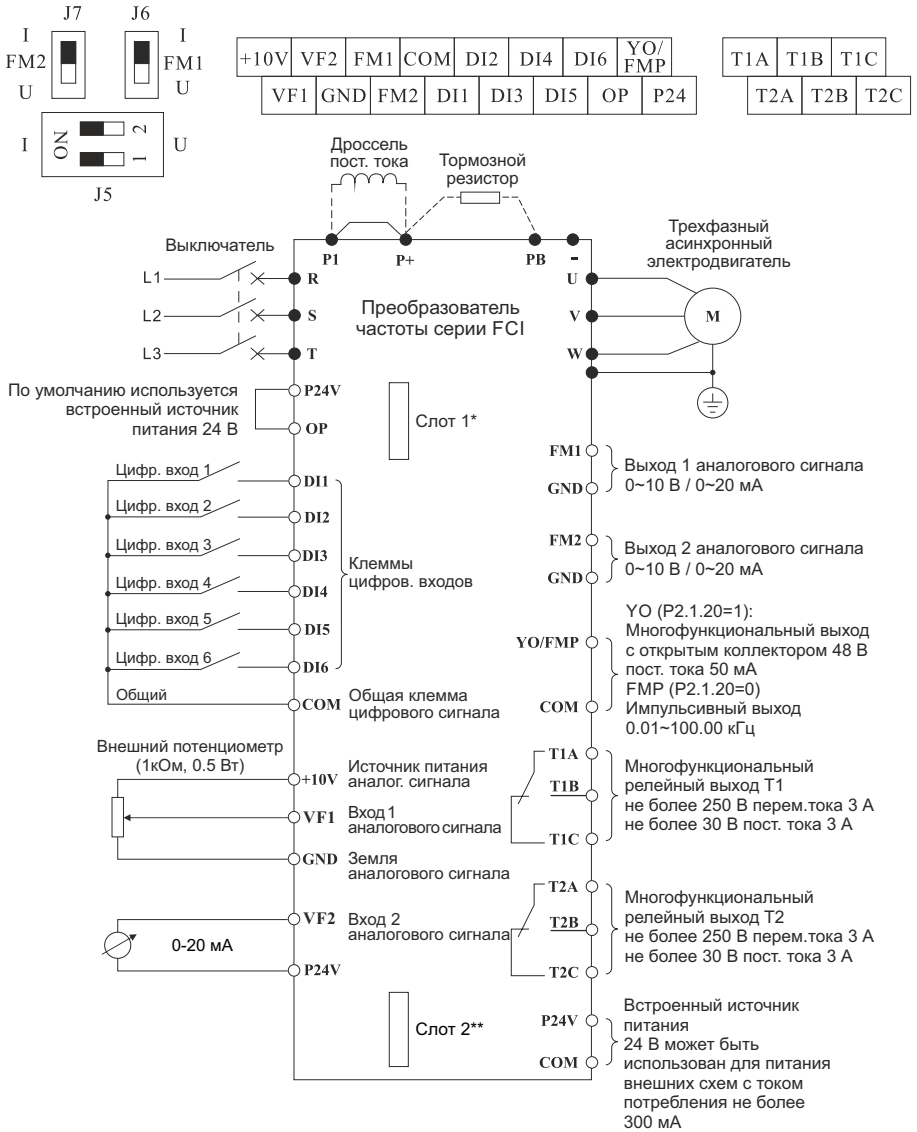 J7
J6
I
I
FM2
FM1
U
U
I
ON
2
1
U
J5
+10V VF2 FM1 COM DI2 DI4 DI6 YO/
FMP
VF1 GND FM2 DI1 DI3 DI5 OP P24
T1A T1B T1C
T2A T2B T2C
Дроссель
пост. тока
Тормозной
резистор
Трехфазный
асинхронный
электродвигатель
Выключатель
P1
P+
PB
-
L1
R
U
L2
S
V
M
L3
T
W
Преобразователь
частоты серии FCI
По умолчанию используется
встроенный источник
питания 24 В
P24V
OP
Слот 1*
Цифр. вход 1
DI1
Цифр. вход 2
DI2
Цифр. вход 3
DI3
Цифр. вход 4
DI4
Цифр. вход 5
DI5
Цифр. вход 6
DI6
Клеммы
цифров. входов
Общий
COM
Общая клемма
цифрового сигнала
Внешний потенциометр
(1кОм, 0.5 Вт)
+10V
Источник питания
аналог. сигнала
VF1
Вход 1
аналогового сигнала
GND
Земля
аналогового сигнала
VF2
Вход 2
аналогового сигнала
0-20 мА
P24V
Слот 2**
FM1
GND
Выход 1 аналогового сигнала
0~10 В / 0~20 мА
FM2
GND
Выход 2 аналогового сигнала
0~10 В / 0~20 мА
YO/FMP
COM
YO (P2.1.20=1):
Многофункциональный выход
с открытым коллектором 48 В
пост. тока 50 мА
FMP (P2.1.20=0)
Импульсивный выход
0.01~100.00 кГц
T1A
T1B
T1C
Многофункциональный
релейный выход T1
не более 250 В перем.тока 3 А
не более 30 В пост. тока 3 А
T2A
T2B
T2C
Многофункциональный
релейный выход T2
не более 250 В перем.тока 3 А
не более 30 В пост. тока 3 А
P24V
COM
Встроенный источник
питания
24 В может быть
использован для питания
внешних схем с током
потребления не более
300 мА